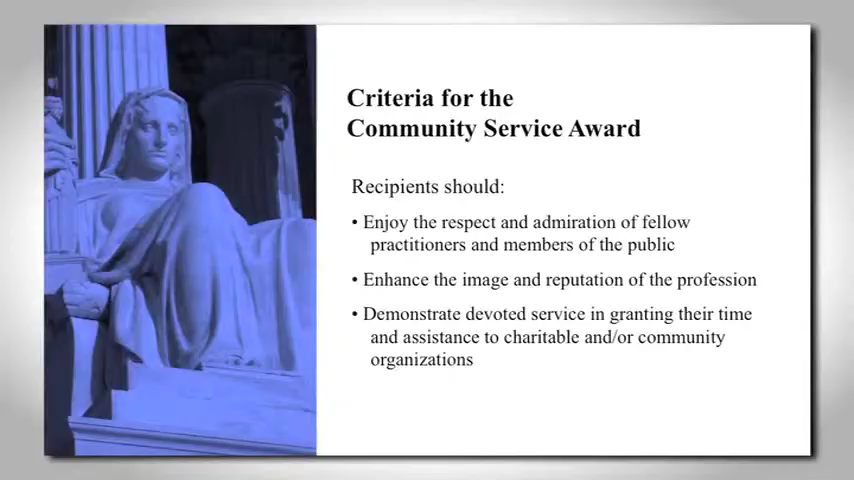 Criteria for the
Community Service Award
Recipients should:
• Enjoy the respect and admiration of fellow
practitioners and members of the public
• Enhance the image and reputation of the profession
• Demonstrate devoted service in granting their time
and assistance to charitable and/or community
organizations